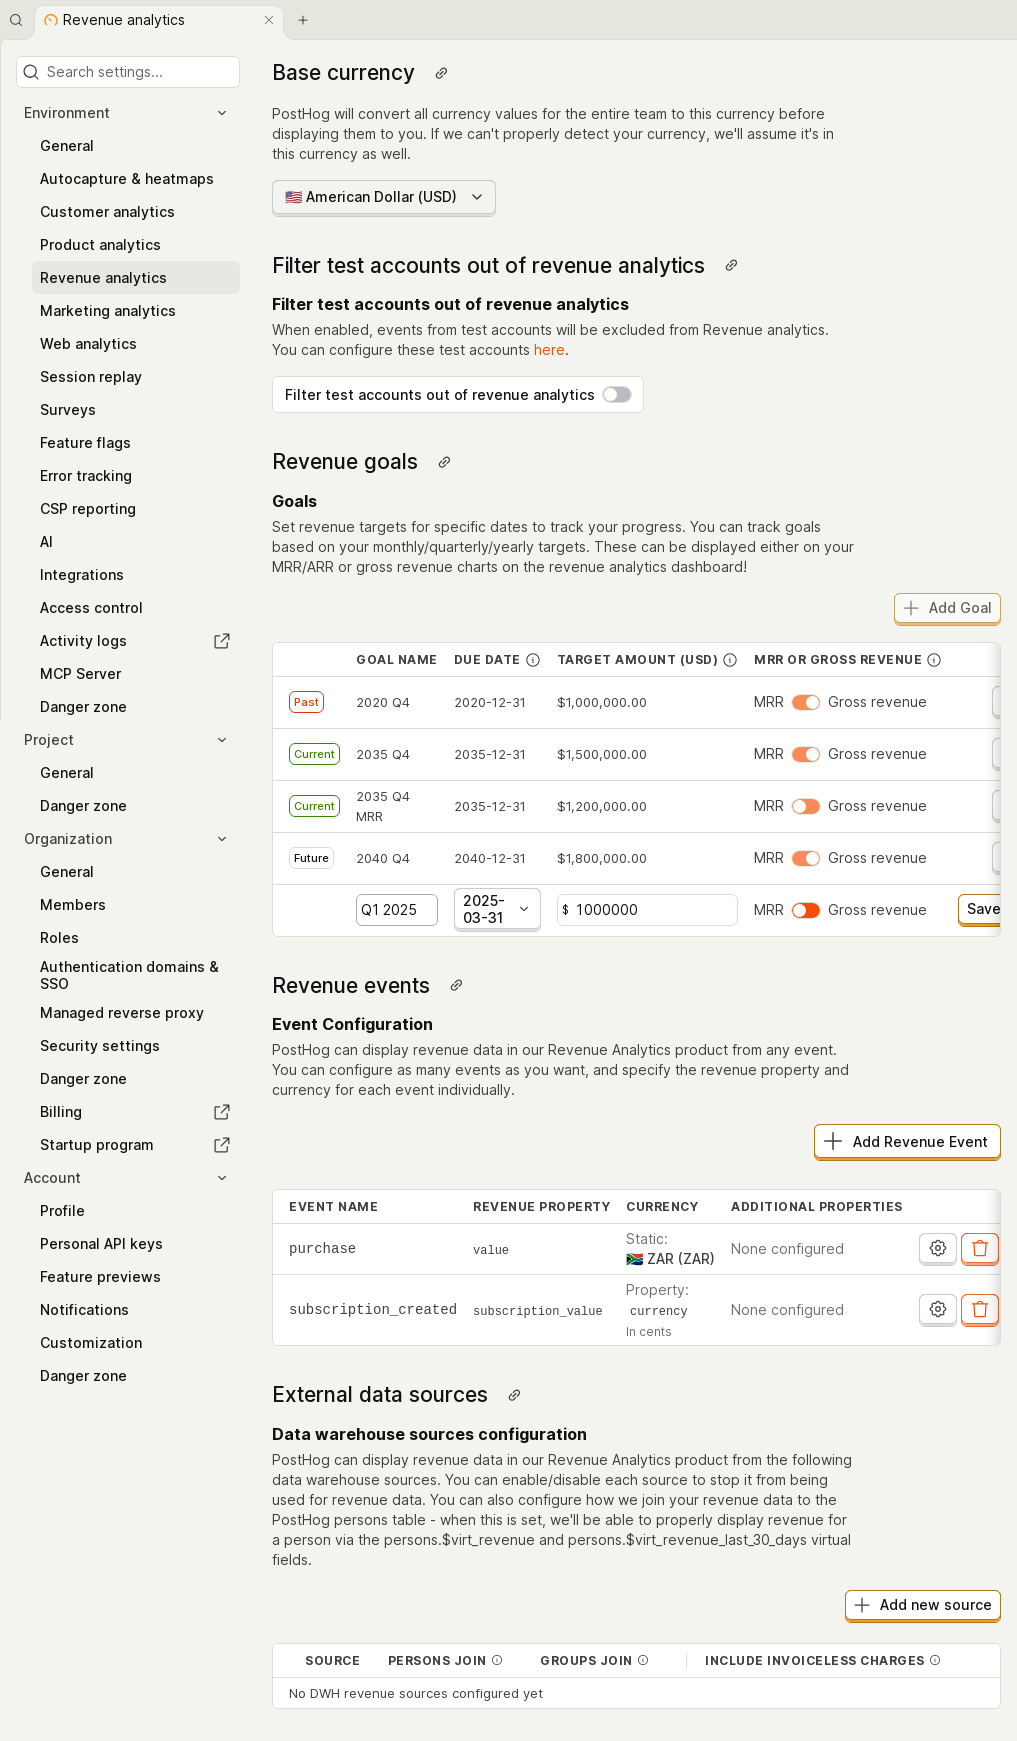 Revenue analytics
Search settings...
Environment
General
Autocapture & heatmaps
Customer analytics
Product analytics
Revenue analytics
Marketing analytics
Web analytics
Session replay
Surveys
Feature flags
Error tracking
CSP reporting
AI
Integrations
Access control
Activity logs
MCP Server
Danger zone
Project
General
Danger zone
Organization
General
Members
Roles
Authentication domains &
SSO
Managed reverse proxy
Security settings
Danger zone
Billing
Startup program
Account
Profile
Personal API keys
Feature previews
Notifications
Customization
Danger zone
Base currency
PostHog will convert all currency values for the entire team to this currency before
displaying them to you. If we can't properly detect your currency, we'll assume it's in
this currency as well.
🇺🇸 American Dollar (USD)
Filter test accounts out of revenue analytics
Filter test accounts out of revenue analytics
When enabled, events from test accounts will be excluded from Revenue analytics.
You can configure these test accounts here.
Filter test accounts out of revenue analytics
Revenue goals
Goals
Set revenue targets for specific dates to track your progress. You can track goals
based on your monthly/quarterly/yearly targets. These can be displayed either on your
MRR/ARR or gross revenue charts on the revenue analytics dashboard!
Add Goal
GOAL NAME DUE DATE TARGET AMOUNT (USD) MRR OR GROSS REVENUE
Past 2020 Q4 2020-12-31 $1,000,000.00 MRR Gross revenue
Current 2035 Q4 2035-12-31 $1,500,000.00 MRR Gross revenue
Current 2035 Q4 MRR 2035-12-31 $1,200,000.00 MRR Gross revenue
Future 2040 Q4 2040-12-31 $1,800,000.00 MRR Gross revenue
Q1 2025 2025-03-31 $ 1000000 MRR Gross revenue Save
Revenue events
Event Configuration
PostHog can display revenue data in our Revenue Analytics product from any event.
You can configure as many events as you want, and specify the revenue property and
currency for each event individually.
Add Revenue Event
EVENT NAME REVENUE PROPERTY CURRENCY ADDITIONAL PROPERTIES
purchase value Static: 🇿🇦 ZAR (ZAR) None configured
subscription_created subscription_value Property: currency In cents None configured
External data sources
Data warehouse sources configuration
PostHog can display revenue data in our Revenue Analytics product from the following
data warehouse sources. You can enable/disable each source to stop it from being
used for revenue data. You can also configure how we join your revenue data to the
PostHog persons table - when this is set, we'll be able to properly display revenue for
a person via the persons.$virt_revenue and persons.$virt_revenue_last_30_days virtual
fields.
Add new source
SOURCE PERSONS JOIN GROUPS JOIN INCLUDE INVOICELESS CHARGES
No DWH revenue sources configured yet